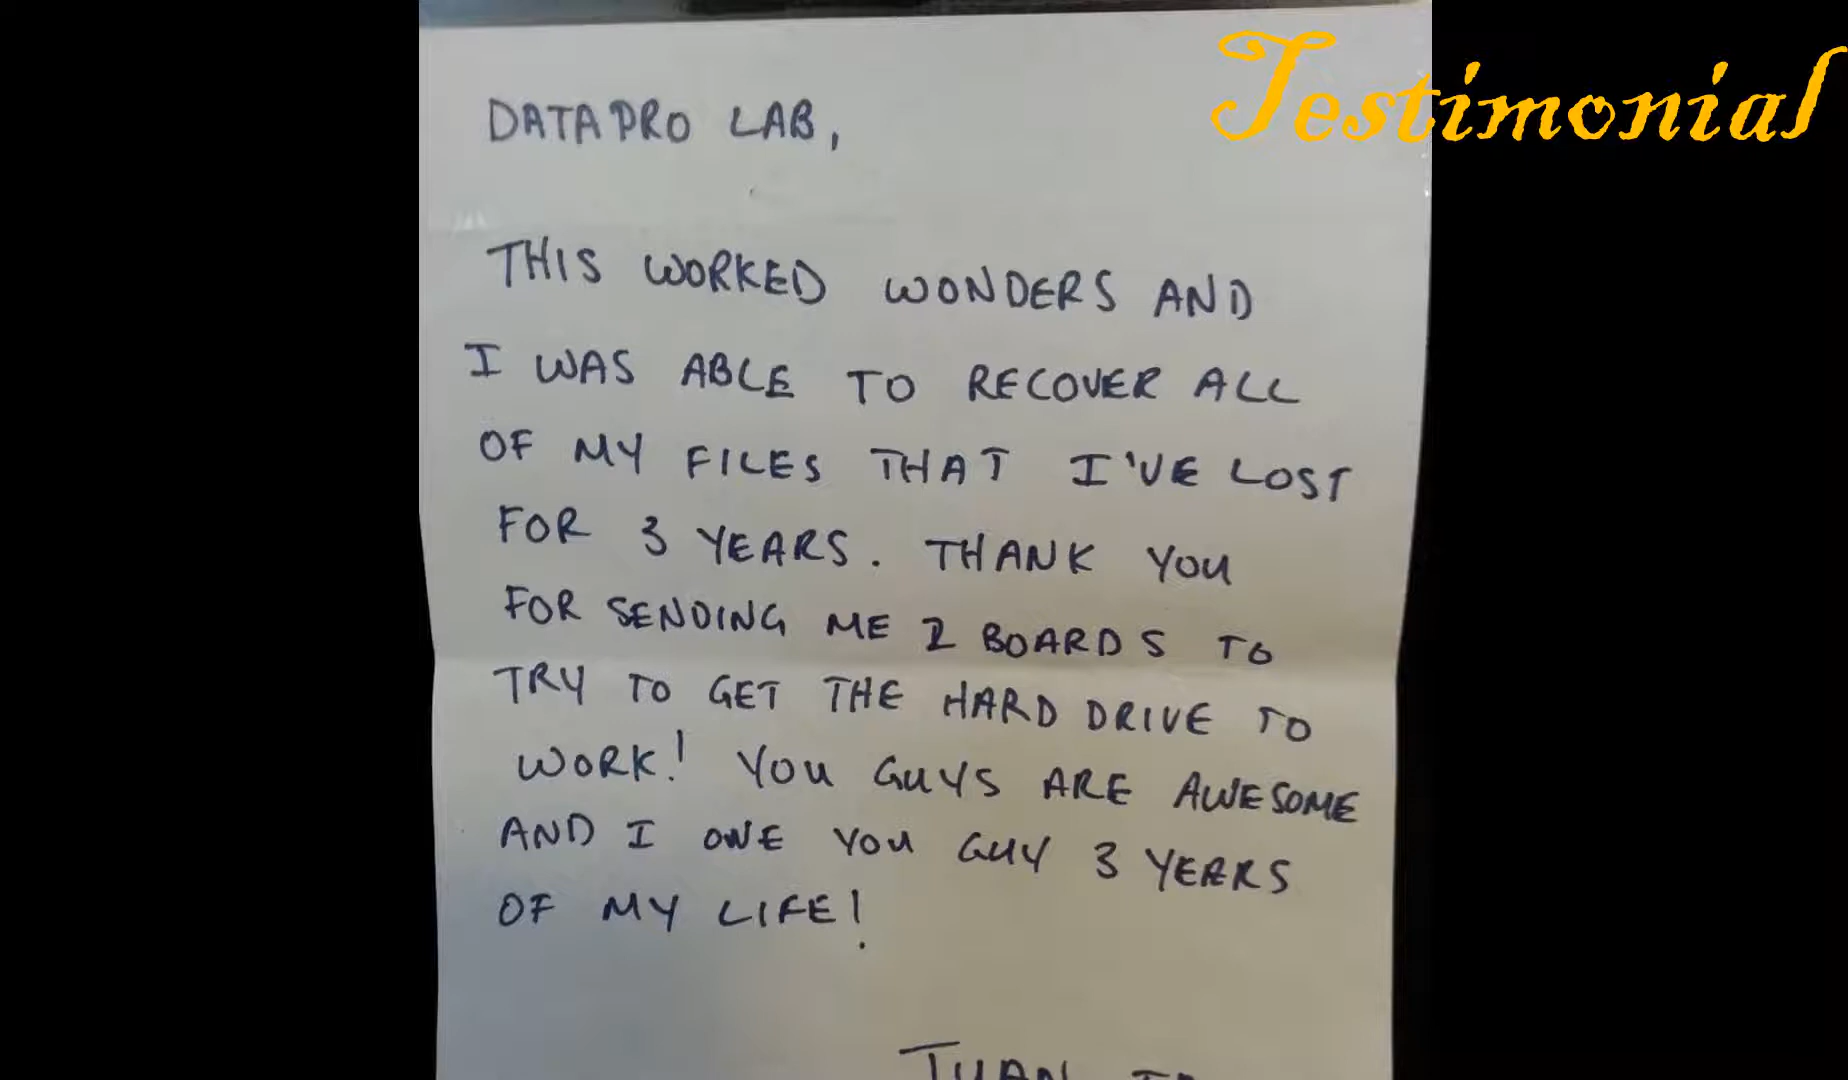 Testimonial
DATAPRO LAB,
THIS WORKED WONDERS AND
I WAS ABLE TO RECOVER ALL
OF MY FILES THAT I'VE LOST
FOR 3 YEARS. THANK YOU
FOR SENDING ME 2 BOARDS TO
TRY TO GET THE HARD DRIVE TO
WORK! YOU GUYS ARE AWESOME
AND I OWE YOU GUY 3 YEARS
OF MY LIFE!